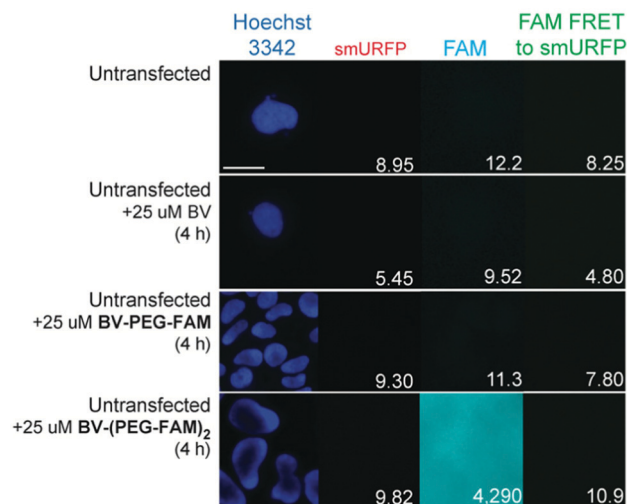 Hoechst 3342 smURFP FAM FAM FRET to smURFP
Untransfected
8.95 12.2 8.25
Untransfected
+25 uM BV
(4 h)
5.45 9.52 4.80
Untransfected
+25 uM BV-PEG-FAM
(4 h)
9.30 11.3 7.80
Untransfected
+25 uM BV-(PEG-FAM)₂
(4 h)
9.82 4,290 10.9